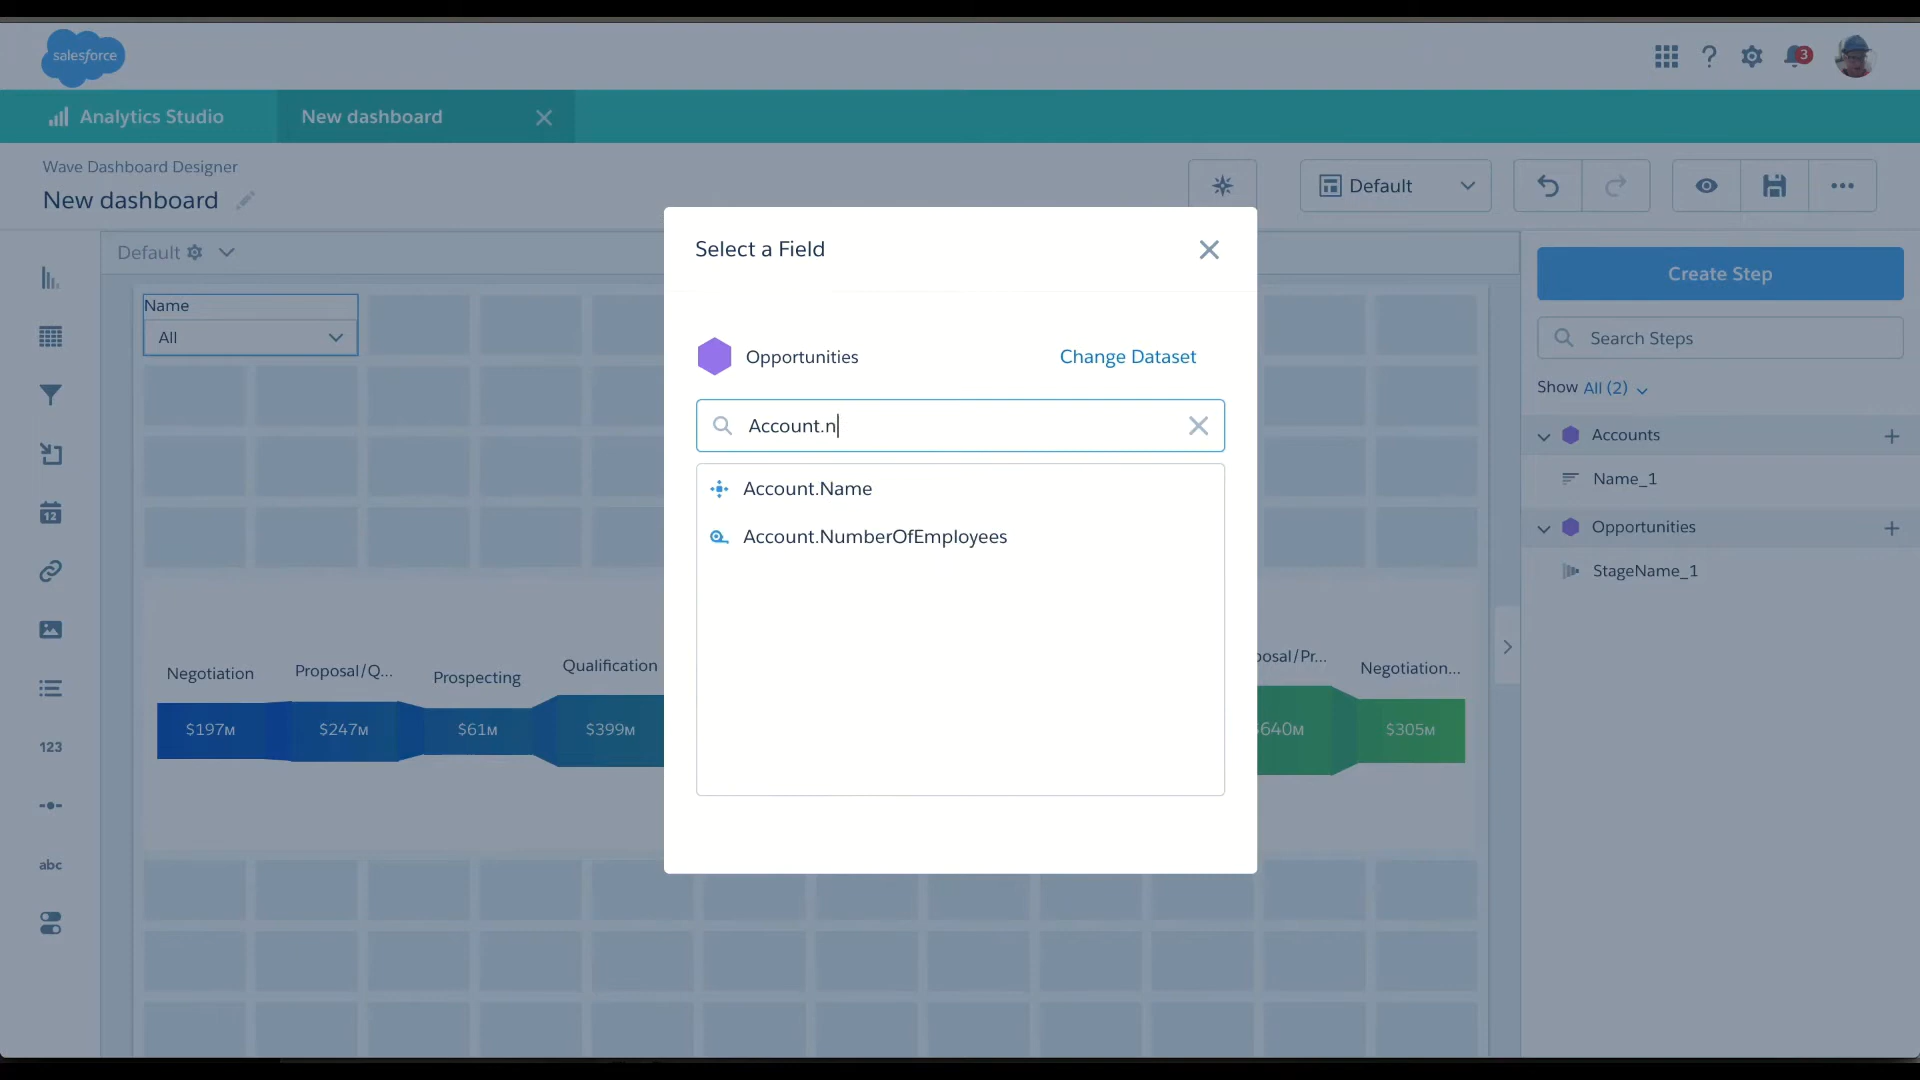 salesforce
3
Analytics Studio
New dashboard
Wave Dashboard Designer
New dashboard
Default
Default
Name
All
Select a Field
Opportunities
Change Dataset
Account.n
Account.Name
Account.NumberOfEmployees
Create Step
Search Steps
Show All (2)
Accounts
Name_1
Opportunities
StageName_1
12
123
abc
Negotiation
Proposal/Q...
Prospecting
Qualification
posal/Pr...
Negotiation...
$197M
$247M
$61M
$399M
$640M
$305M